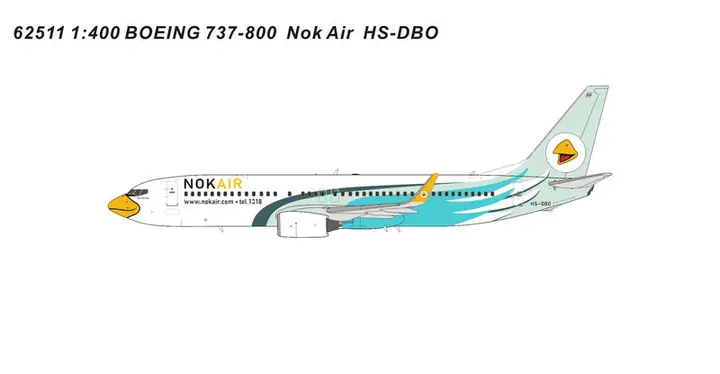 62511 1:400 BOEING 737-800 Nok Air HS-DBO
NOKAIR
www.nokair.com • tel.1318
HS-DBO